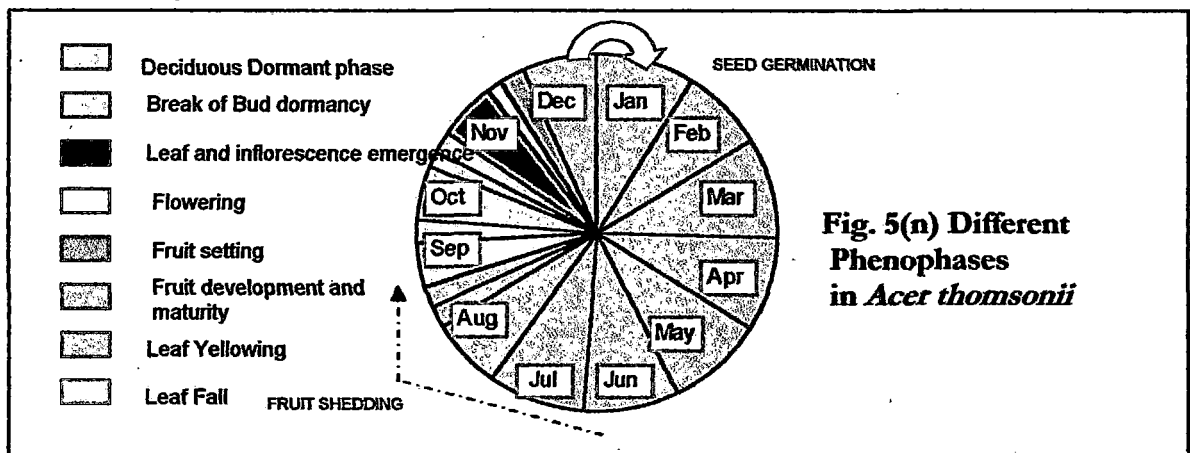 Deciduous Dormant phase
Break of Bud dormancy
Leaf and inflorescence emergence
Flowering
Fruit setting
Fruit development and
maturity
Leaf Yellowing
Leaf Fall
FRUIT SHEDDING
SEED GERMINATION
Jan
Feb
Mar
Apr
May
Jun
Jul
Aug
Sep
Oct
Nov
Dec
Fig. 5(n) Different
Phenophases
in Acer thomsonii